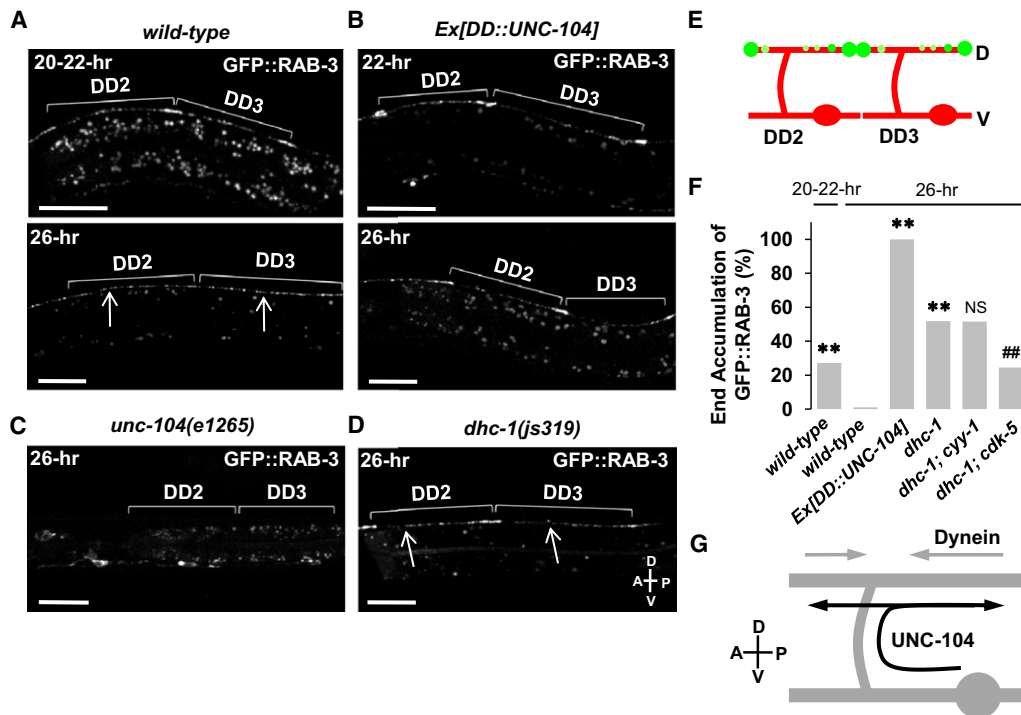 A
wild-type
20-22-hr
GFP::RAB-3
DD2
DD3
26-hr
DD2
DD3
B
Ex[DD::UNC-104]
22-hr
GFP::RAB-3
DD2
DD3
26-hr
DD2
DD3
C
unc-104(e1265)
26-hr
GFP::RAB-3
DD2
DD3
D
dhc-1(js319)
26-hr
GFP::RAB-3
DD2
DD3
D
A P
V
E
D
V
DD2
DD3
F
20-22-hr
26-hr
End Accumulation of
GFP::RAB-3 (%)
100
80
60
40
20
0
**
**
**
NS
##
wild-type
wild-type
Ex[DD::UNC-104]
dhc-1
dhc-1; cyy-1
dhc-1; cdk-5
G
Dynein
UNC-104
D
A P
V